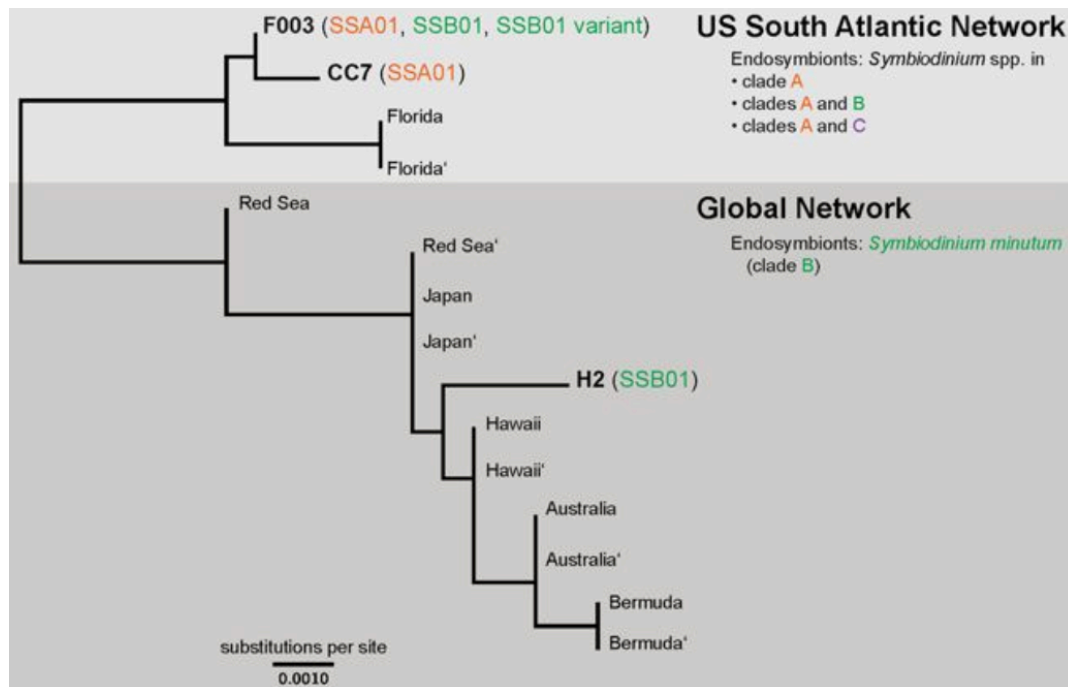 F003 (SSA01, SSB01, SSB01 variant)
CC7 (SSA01)
Florida
Florida‘
US South Atlantic Network
Endosymbionts: Symbiodinium spp. in
• clade A
• clades A and B
• clades A and C
Red Sea
Red Sea‘
Japan
Japan‘
H2 (SSB01)
Hawaii
Hawaii‘
Australia
Australia‘
Bermuda
Bermuda‘
Global Network
Endosymbionts: Symbiodinium minutum
(clade B)
substitutions per site
0.0010